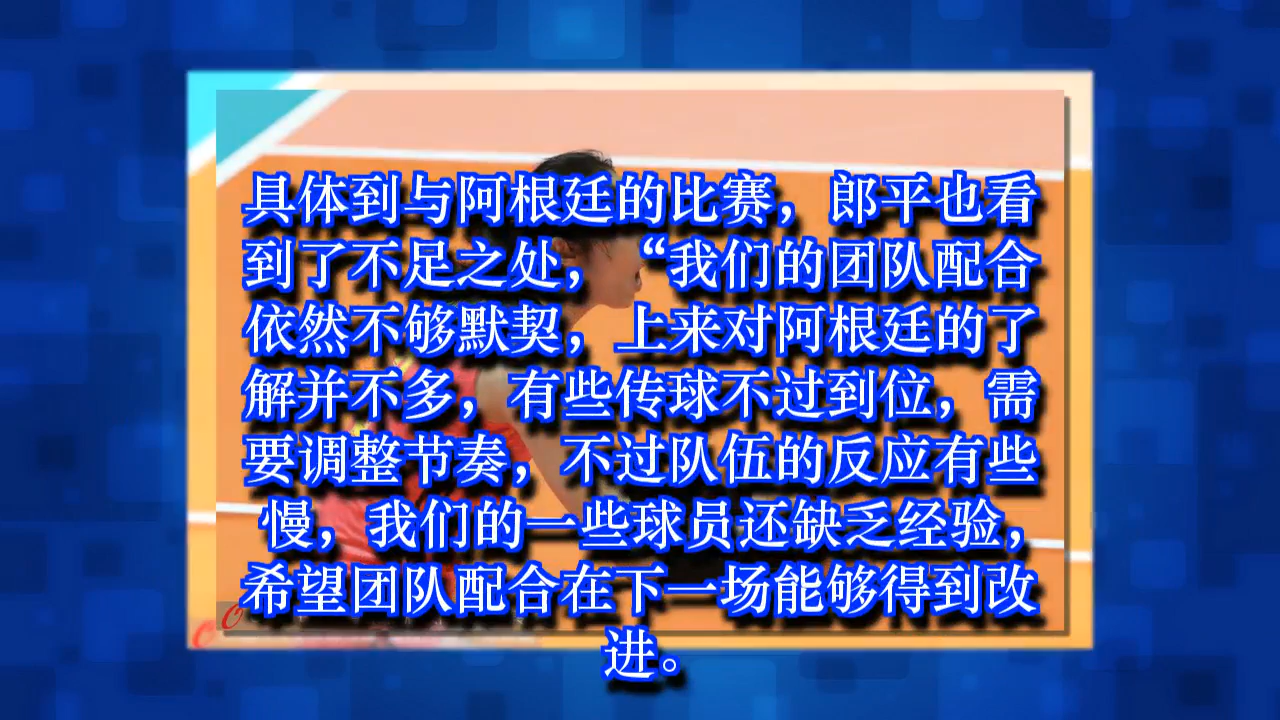 具体到与阿根廷的比赛，郎平也看
到了不足之处，“我们的团队配合
依然不够默契，上来对阿根廷的了
解并不多，有些传球不过到位，需
要调整节奏，不过队伍的反应有些
慢，我们的一些球员还缺乏经验，
希望团队配合在下一场能够得到改
进。